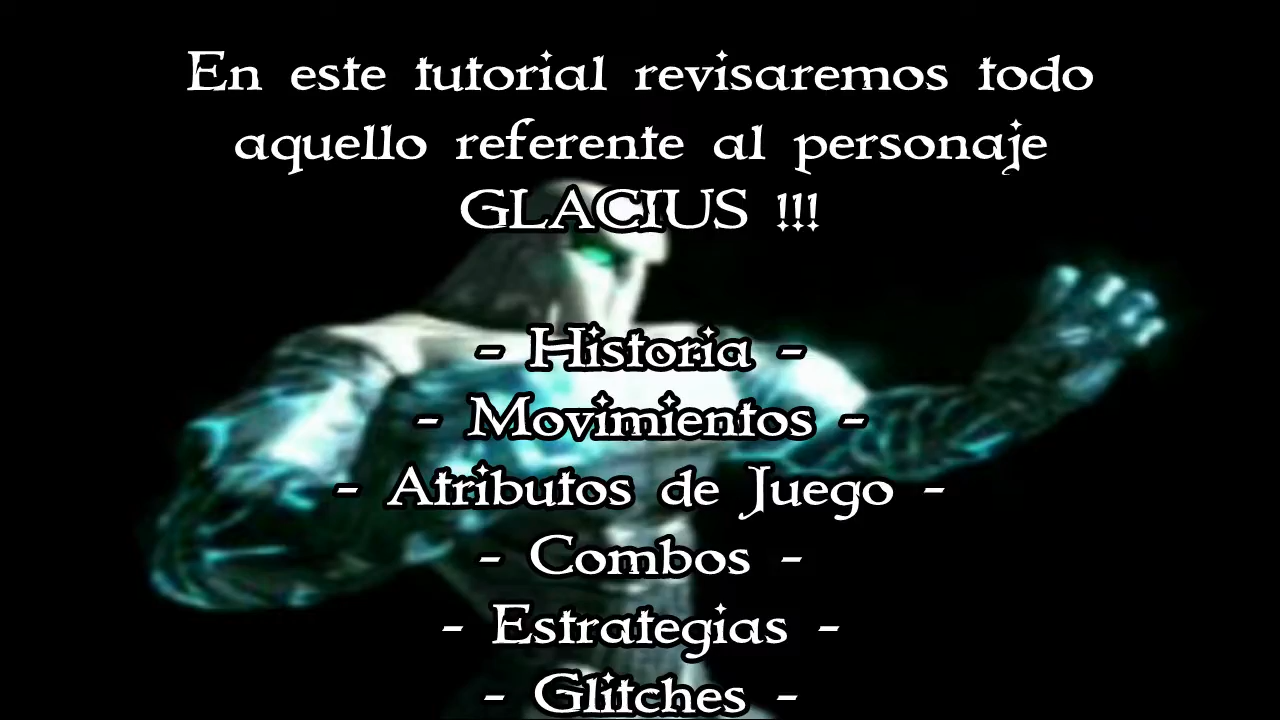 En este tutorial revisaremos todo
aquello referente al personaje
GLACIUS !!!
- Historia -
- Movimientos -
- Atributos de Juego -
- Combos -
- Estrategias -
- Glitches -